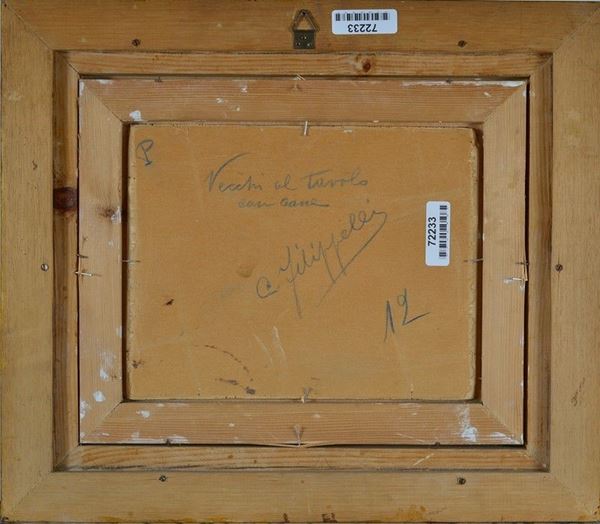 72233
P
Vecchi al Tavolo
con cane
C. Filippelli
72233
12